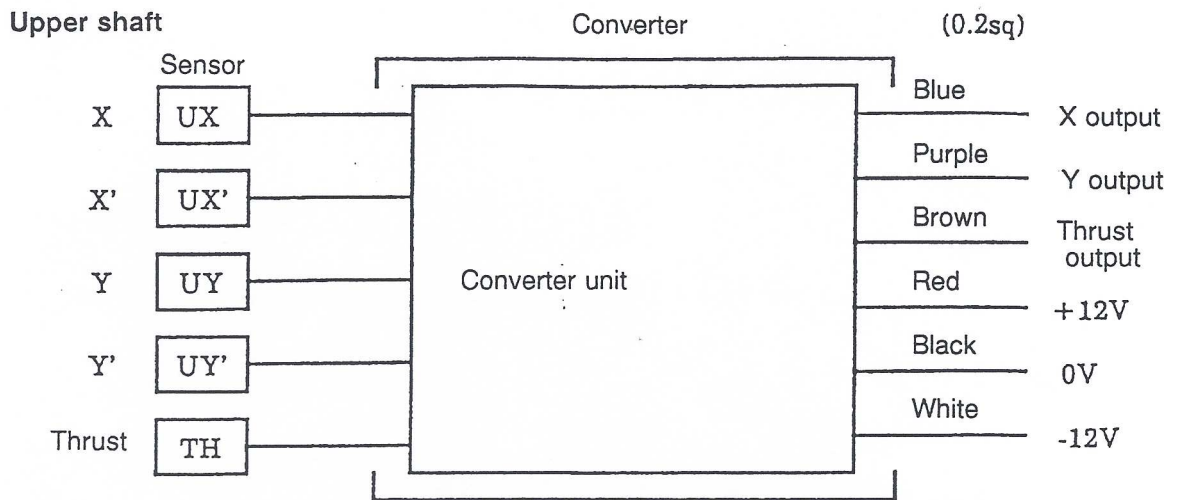 Upper shaft
Converter
(0.2sq)
Sensor
X
UX
X'
UX'
Y
UY
Y'
UY'
Thrust
TH
Converter unit
Blue
X output
Purple
Y output
Brown
Thrust
output
Red
+12V
Black
0V
White
-12V